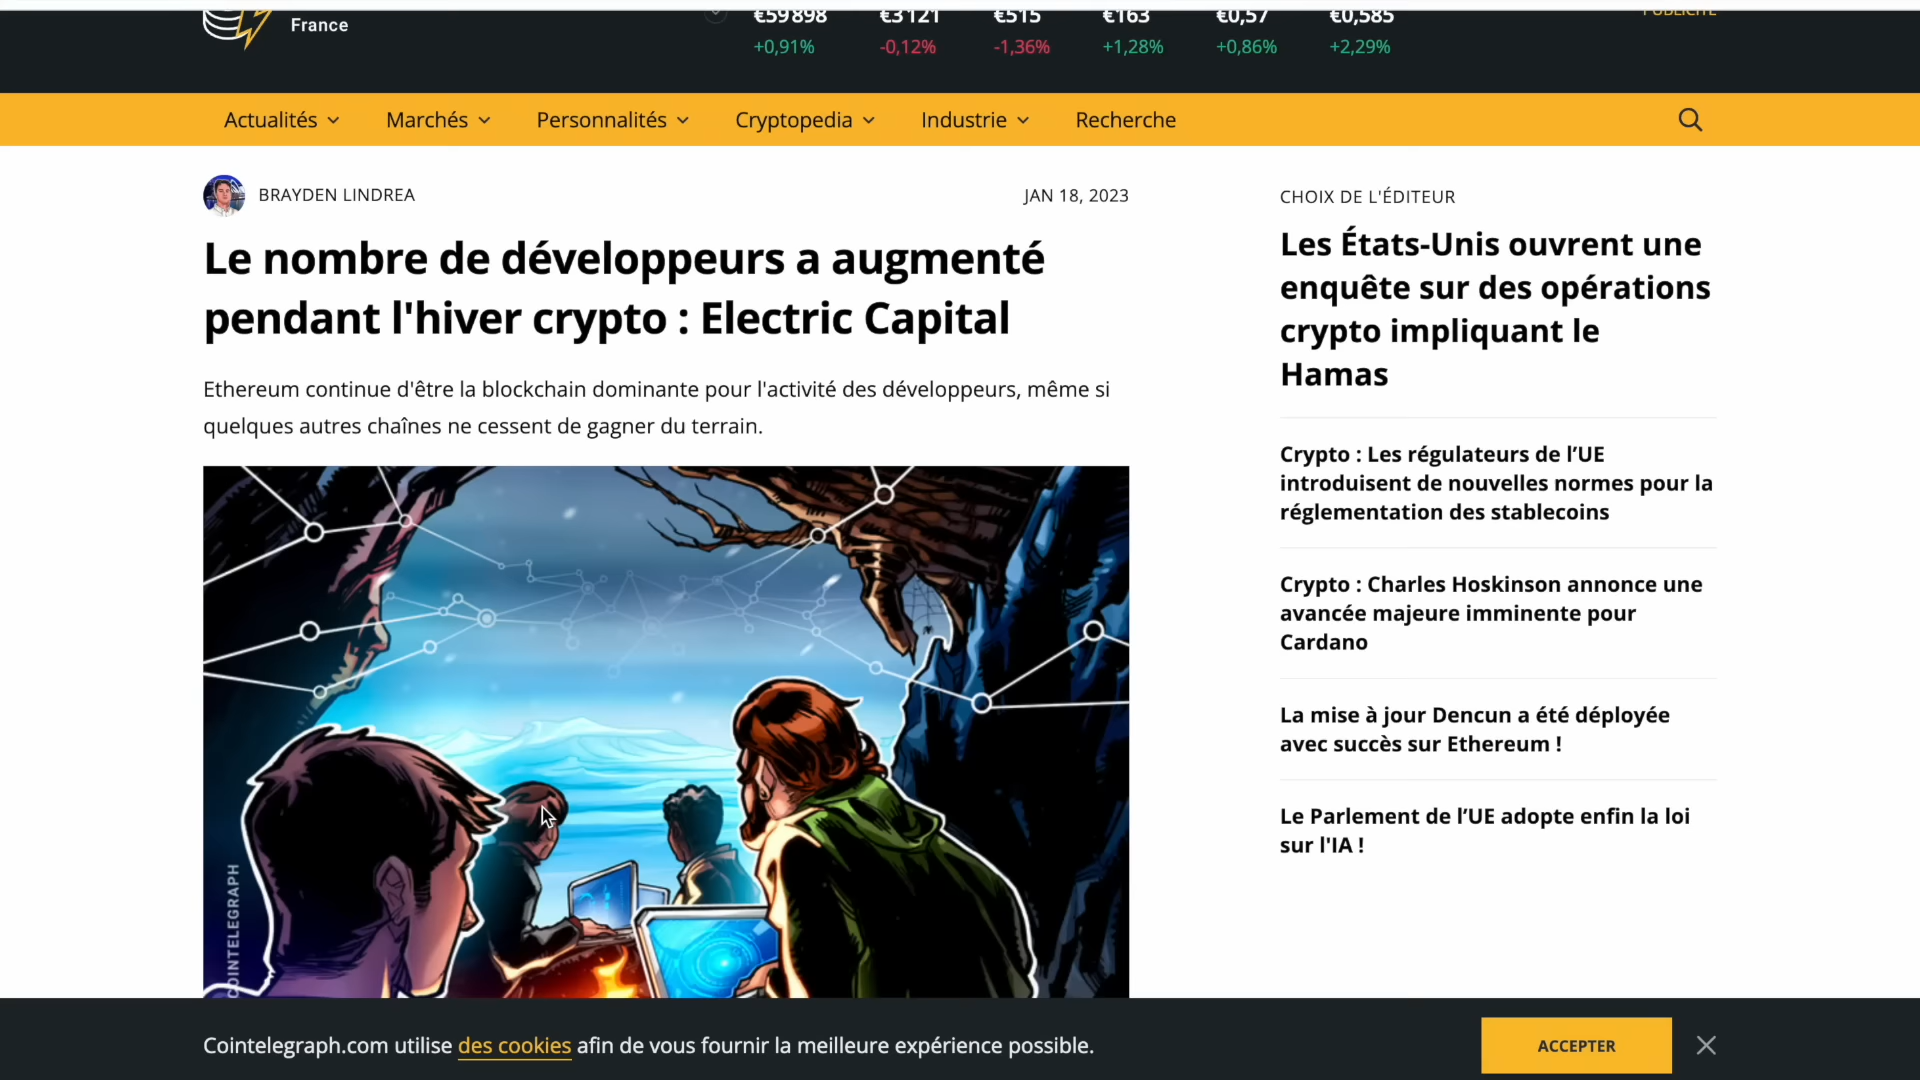 France
€59 898 €3 121 €515 €163 €0,57 €0,585
+0,91% -0,12% -1,36% +1,28% +0,86% +2,29%
PUBLICITÉ
Actualités Marchés Personnalités Cryptopedia Industrie Recherche
BRAYDEN LINDREA JAN 18, 2023
Le nombre de développeurs a augmenté
pendant l'hiver crypto : Electric Capital
Ethereum continue d'être la blockchain dominante pour l'activité des développeurs, même si
quelques autres chaînes ne cessent de gagner du terrain.
COINTELEGRAPH
CHOIX DE L'ÉDITEUR
Les États-Unis ouvrent une
enquête sur des opérations
crypto impliquant le
Hamas
Crypto : Les régulateurs de l’UE
introduisent de nouvelles normes pour la
réglementation des stablecoins
Crypto : Charles Hoskinson annonce une
avancée majeure imminente pour
Cardano
La mise à jour Dencun a été déployée
avec succès sur Ethereum !
Le Parlement de l’UE adopte enfin la loi
sur l'IA !
Cointelegraph.com utilise des cookies afin de vous fournir la meilleure expérience possible.
ACCEPTER